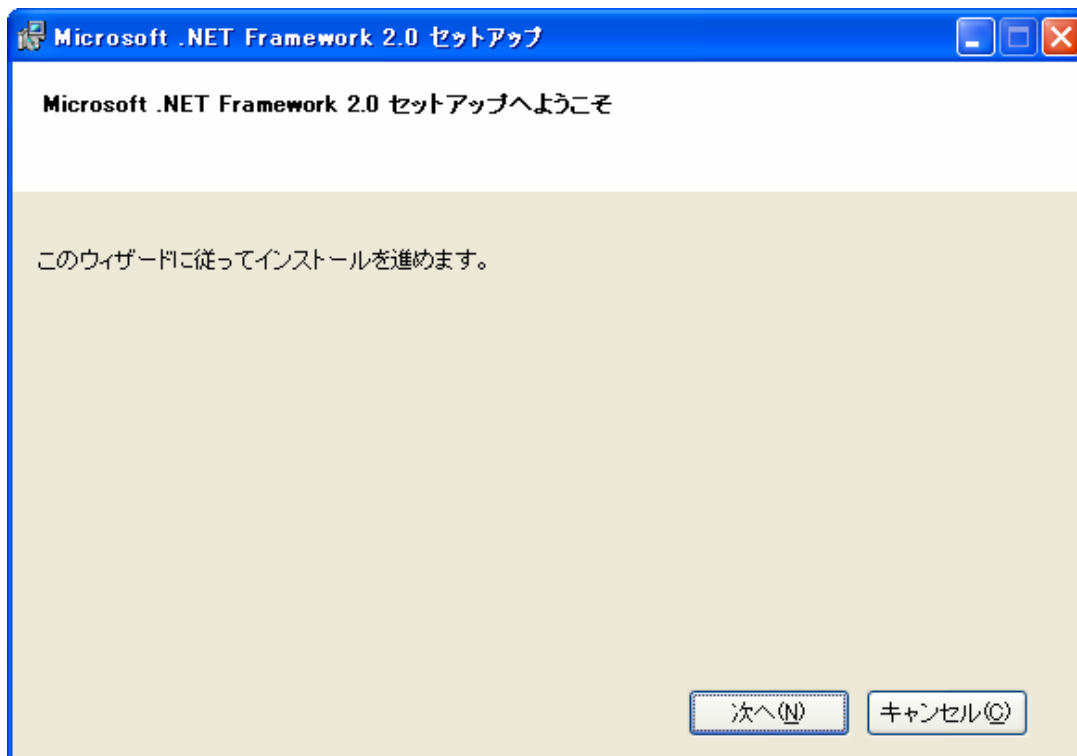 Microsoft .NET Framework 2.0 セットアップ
Microsoft .NET Framework 2.0 セットアップへようこそ
このウィザードに従ってインストールを進めます。
次へ(N)
キャンセル(C)